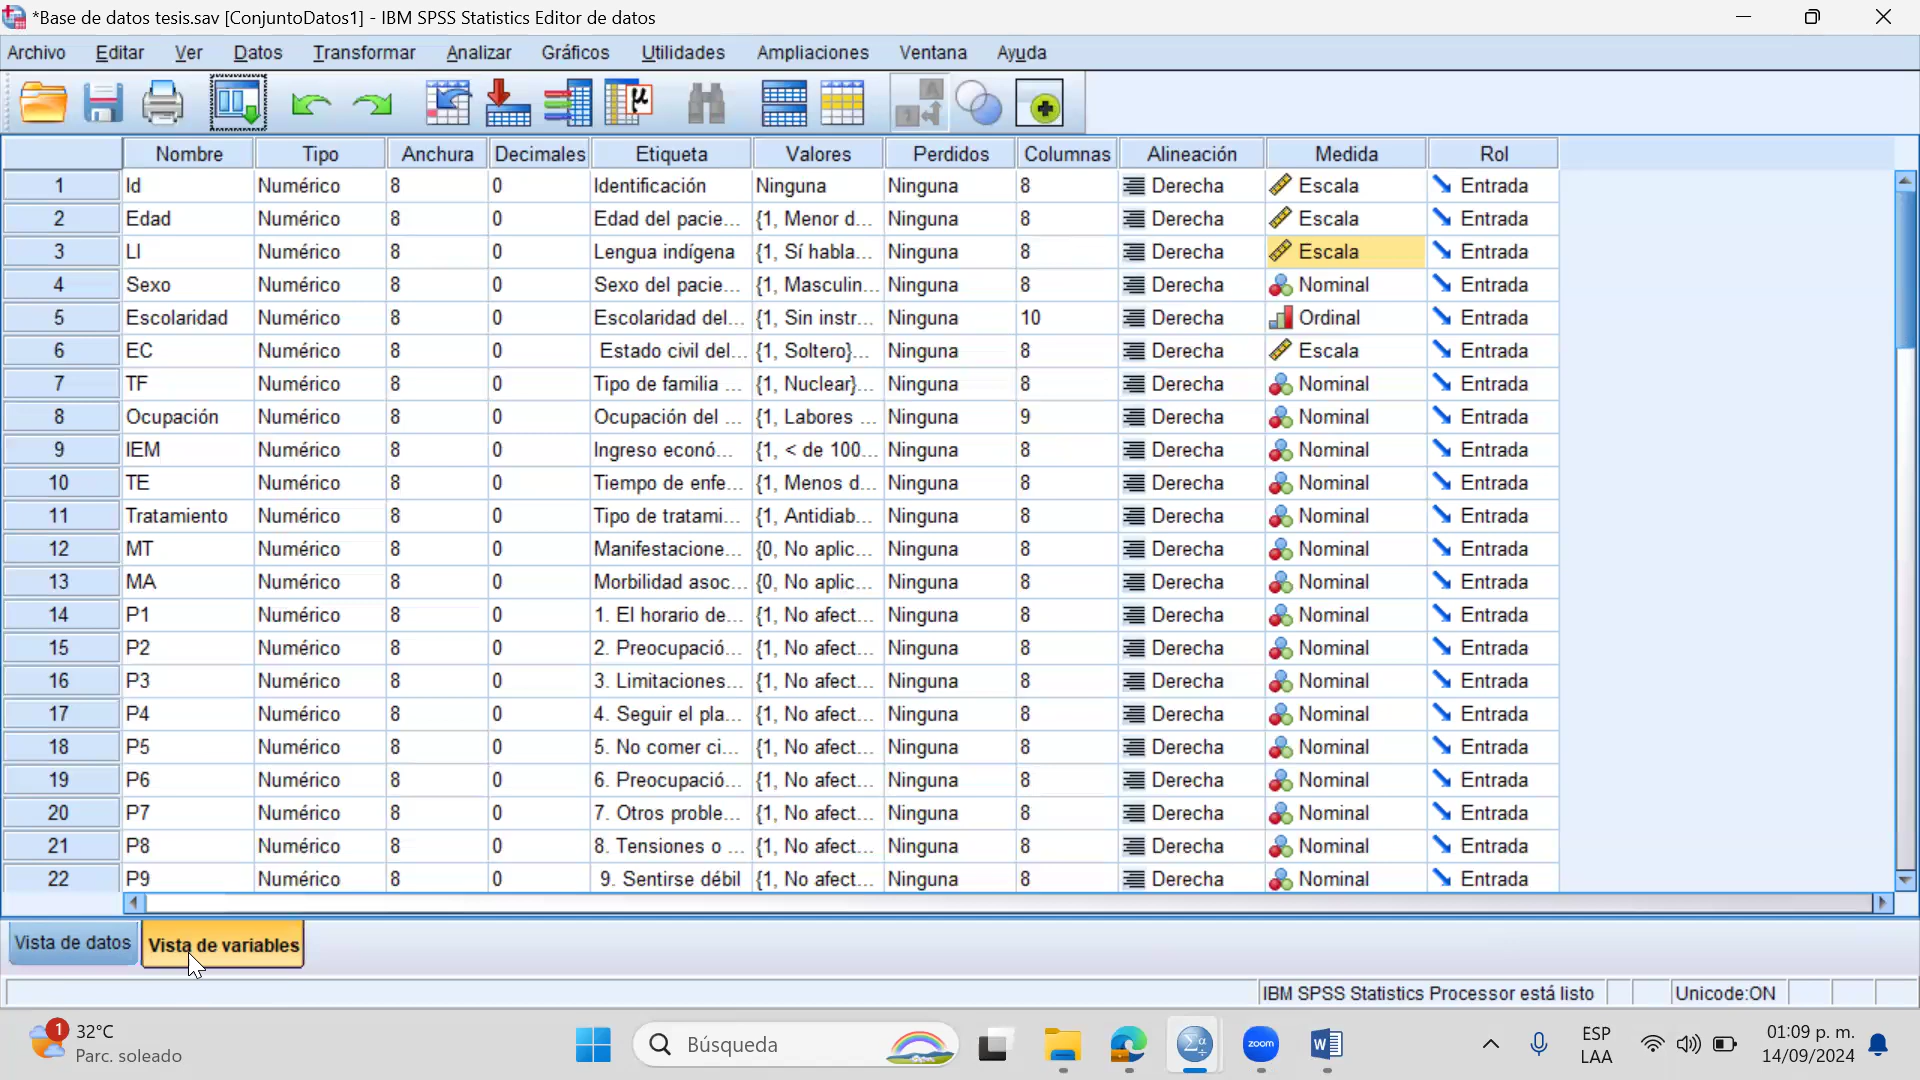 *Base de datos tesis.sav [ConjuntoDatos1] - IBM SPSS Statistics Editor de datos
Archivo Editar Ver Datos Transformar Analizar Gráficos Utilidades Ampliaciones Ventana Ayuda
Nombre Tipo Anchura Decimales Etiqueta Valores Perdidos Columnas Alineación Medida Rol
1 Id Numérico 8 0 Identificación Ninguna Ninguna 8 Derecha Escala Entrada
2 Edad Numérico 8 0 Edad del pacie... {1, Menor d... Ninguna 8 Derecha Escala Entrada
3 LI Numérico 8 0 Lengua indígena {1, Sí habla... Ninguna 8 Derecha Escala Entrada
4 Sexo Numérico 8 0 Sexo del pacie... {1, Masculin... Ninguna 8 Derecha Nominal Entrada
5 Escolaridad Numérico 8 0 Escolaridad del... {1, Sin instr... Ninguna 10 Derecha Ordinal Entrada
6 EC Numérico 8 0 Estado civil del... {1, Soltero}... Ninguna 8 Derecha Escala Entrada
7 TF Numérico 8 0 Tipo de familia ... {1, Nuclear}... Ninguna 8 Derecha Nominal Entrada
8 Ocupación Numérico 8 0 Ocupación del ... {1, Labores ... Ninguna 9 Derecha Nominal Entrada
9 IEM Numérico 8 0 Ingreso econó... {1, < de 100... Ninguna 8 Derecha Nominal Entrada
10 TE Numérico 8 0 Tiempo de enfe... {1, Menos d... Ninguna 8 Derecha Nominal Entrada
11 Tratamiento Numérico 8 0 Tipo de tratami... {1, Antidiab... Ninguna 8 Derecha Nominal Entrada
12 MT Numérico 8 0 Manifestacione... {0, No aplic... Ninguna 8 Derecha Nominal Entrada
13 MA Numérico 8 0 Morbilidad asoc... {0, No aplic... Ninguna 8 Derecha Nominal Entrada
14 P1 Numérico 8 0 1. El horario de... {1, No afect... Ninguna 8 Derecha Nominal Entrada
15 P2 Numérico 8 0 2. Preocupació... {1, No afect... Ninguna 8 Derecha Nominal Entrada
16 P3 Numérico 8 0 3. Limitaciones... {1, No afect... Ninguna 8 Derecha Nominal Entrada
17 P4 Numérico 8 0 4. Seguir el pla... {1, No afect... Ninguna 8 Derecha Nominal Entrada
18 P5 Numérico 8 0 5. No comer ci... {1, No afect... Ninguna 8 Derecha Nominal Entrada
19 P6 Numérico 8 0 6. Preocupació... {1, No afect... Ninguna 8 Derecha Nominal Entrada
20 P7 Numérico 8 0 7. Otros proble... {1, No afect... Ninguna 8 Derecha Nominal Entrada
21 P8 Numérico 8 0 8. Tensiones o ... {1, No afect... Ninguna 8 Derecha Nominal Entrada
22 P9 Numérico 8 0 9. Sentirse débil {1, No afect... Ninguna 8 Derecha Nominal Entrada
Vista de datos Vista de variables
IBM SPSS Statistics Processor está listo Unicode:ON
1 32°C
Parc. soleado
Búsqueda
zoom
ESP
LAA
01:09 p. m.
14/09/2024